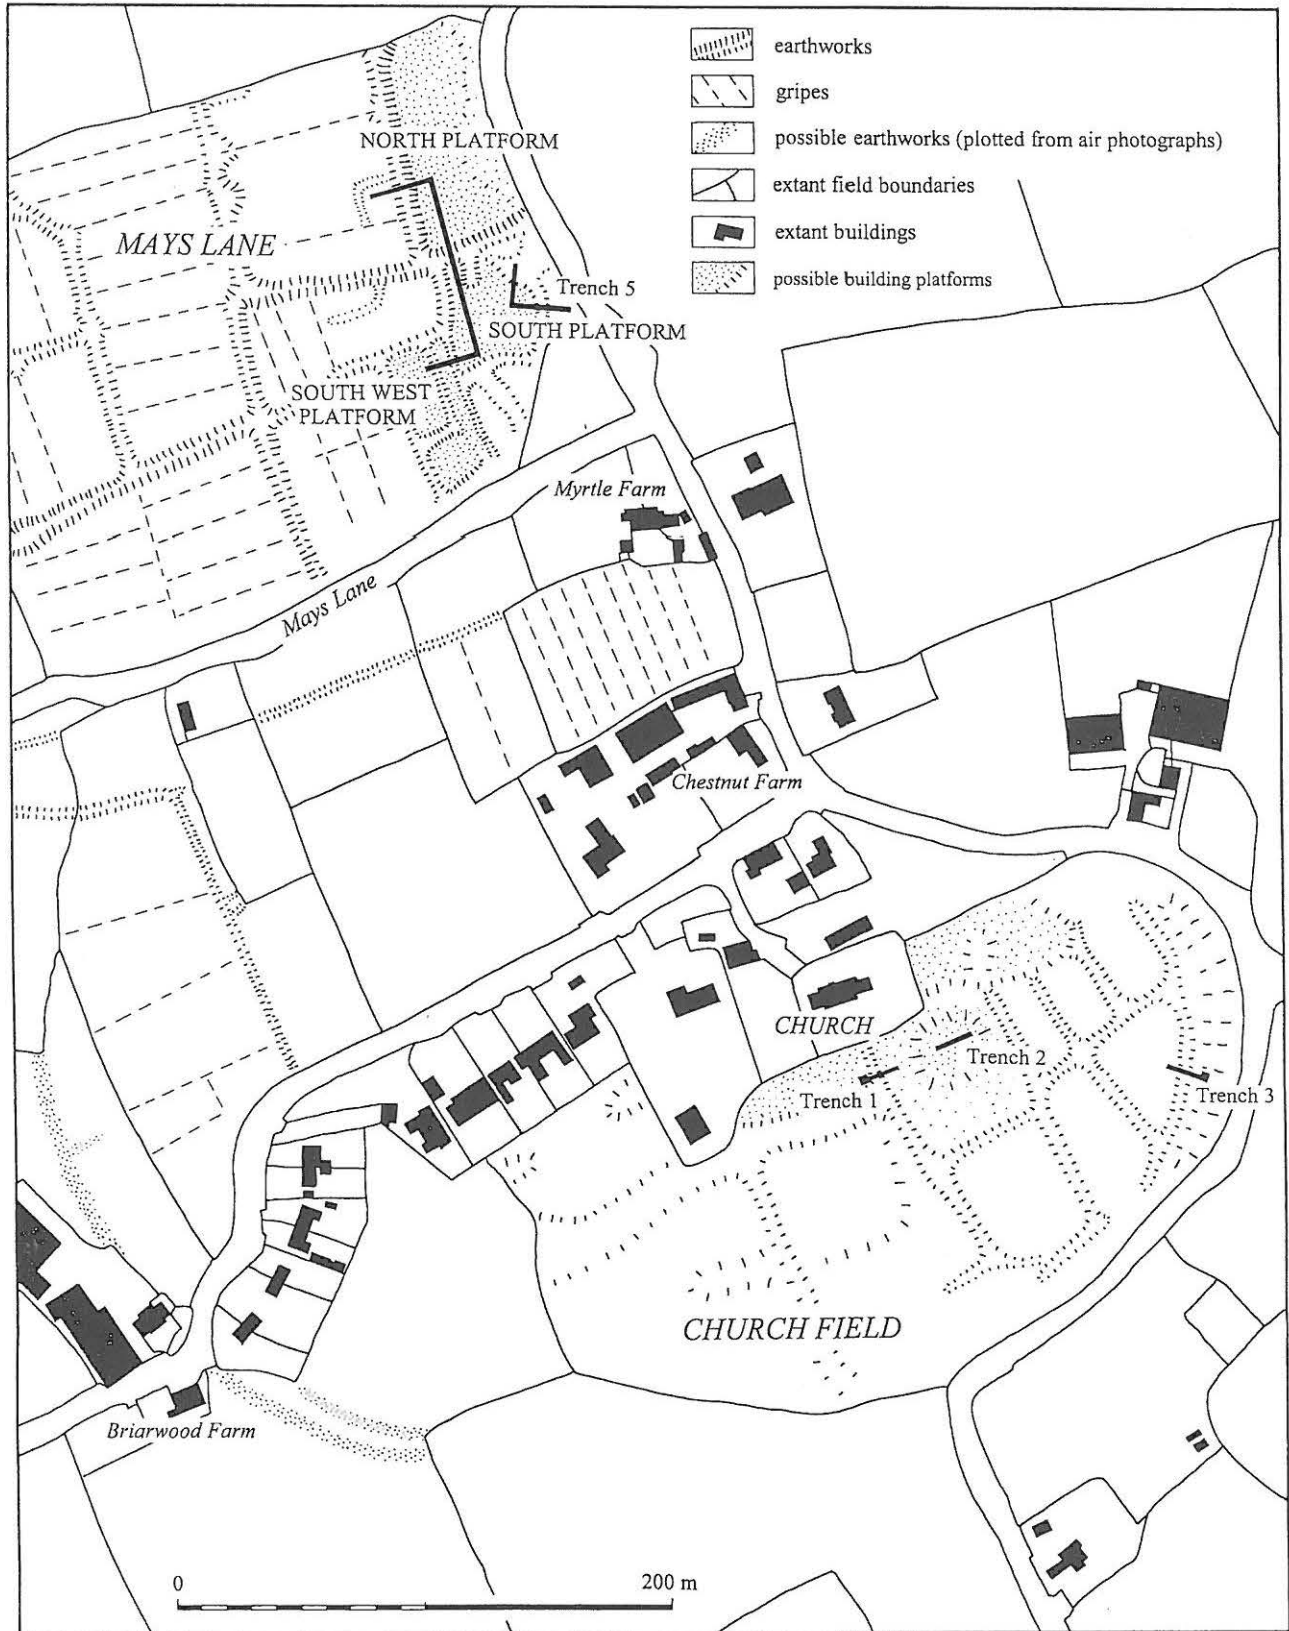 earthworks
gripes
possible earthworks (plotted from air photographs)
extant field boundaries
extant buildings
possible building platforms
NORTH PLATFORM
MAYS LANE
Trench 5
SOUTH PLATFORM
SOUTH WEST
PLATFORM
Myrtle Farm
Mays Lane
Chestnut Farm
CHURCH
Trench 2
Trench 1
Trench 3
CHURCH FIELD
Briarwood Farm
0
200 m